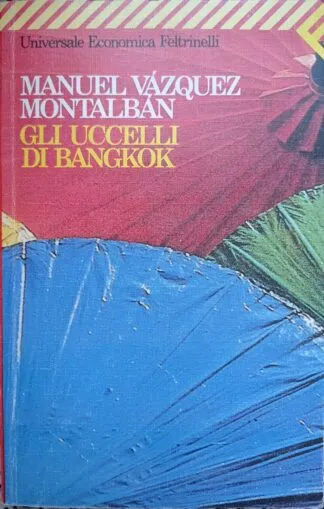 Universale Economica Feltrinelli
MANUEL VÁZQUEZ
MONTALBÁN
GLI UCCELLI
DI BANGKOK